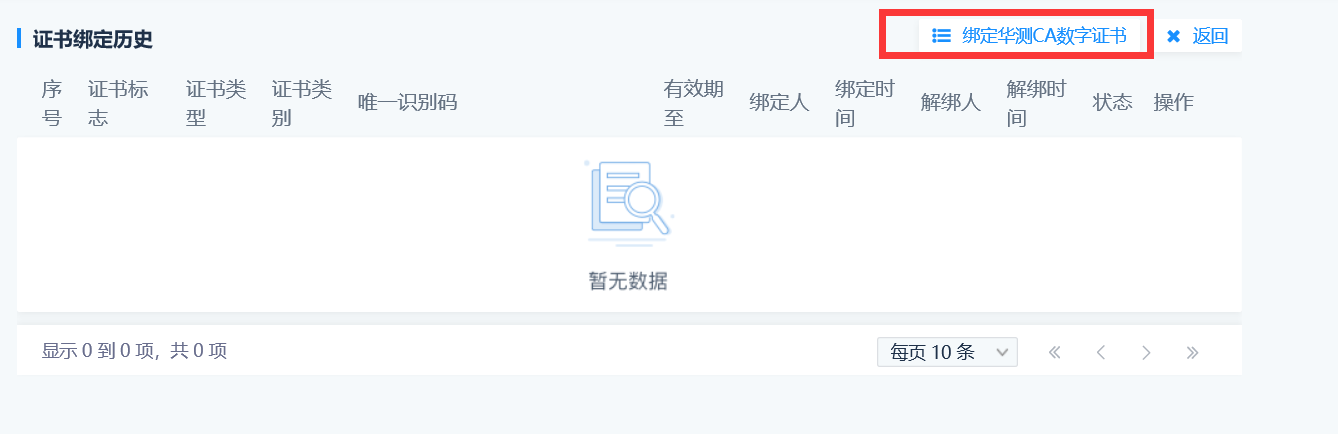 证书绑定历史
绑定华测CA数字证书
返回
序号
证书标志
证书类型
证书类别
唯一识别码
有效期至
绑定人
绑定时间
解绑人
解绑时间
状态
操作
暂无数据
显示 0 到 0 项，共 0 项
每页 10 条